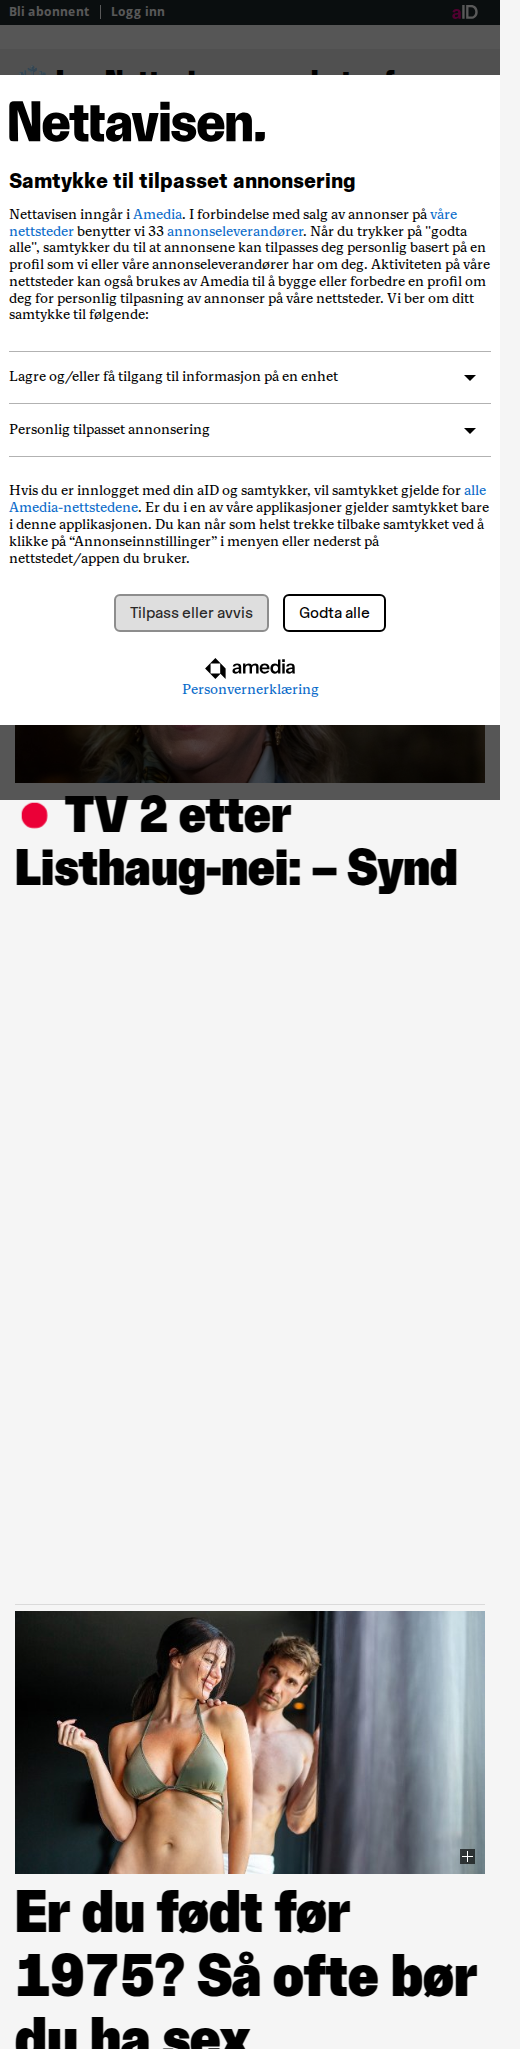 Bli abonnent | Logg inn
aID
Nettavisen.
Samtykke til tilpasset annonsering
Nettavisen inngår i Amedia. I forbindelse med salg av annonser på våre
nettsteder benytter vi 33 annonseleverandører. Når du trykker på "godta
alle", samtykker du til at annonsene kan tilpasses deg personlig basert på en
profil som vi eller våre annonseleverandører har om deg. Aktiviteten på våre
nettsteder kan også brukes av Amedia til å bygge eller forbedre en profil om
deg for personlig tilpasning av annonser på våre nettsteder. Vi ber om ditt
samtykke til følgende:
Lagre og/eller få tilgang til informasjon på en enhet
Personlig tilpasset annonsering
Hvis du er innlogget med din aID og samtykker, vil samtykket gjelde for alle
Amedia-nettstedene. Er du i en av våre applikasjoner gjelder samtykket bare
i denne applikasjonen. Du kan når som helst trekke tilbake samtykket ved å
klikke på “Annonseinnstillinger” i menyen eller nederst på
nettstedet/appen du bruker.
Tilpass eller avvis
Godta alle
amedia
Personvernerklæring
TV 2 etter
Listhaug-nei: – Synd
Er du født før
1975? Så ofte bør
du ha sex